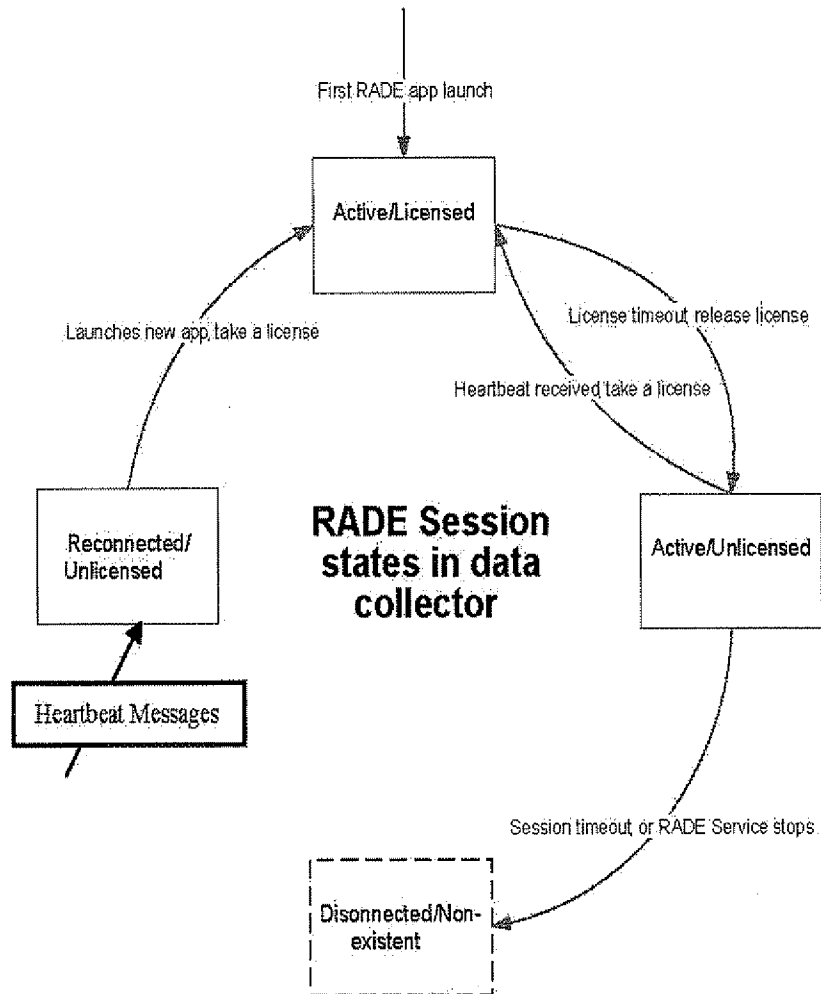 First RADE app launch
Active/Licensed
Launches new app, take a license
License timeout, release license
Heartbeat received, take a license
Reconnected/
Unlicensed
RADE Session
states in data
collector
Active/Unlicensed
Heartbeat Messages
Session timeout, or RADE Service stops
Disonnected/Non-
existent